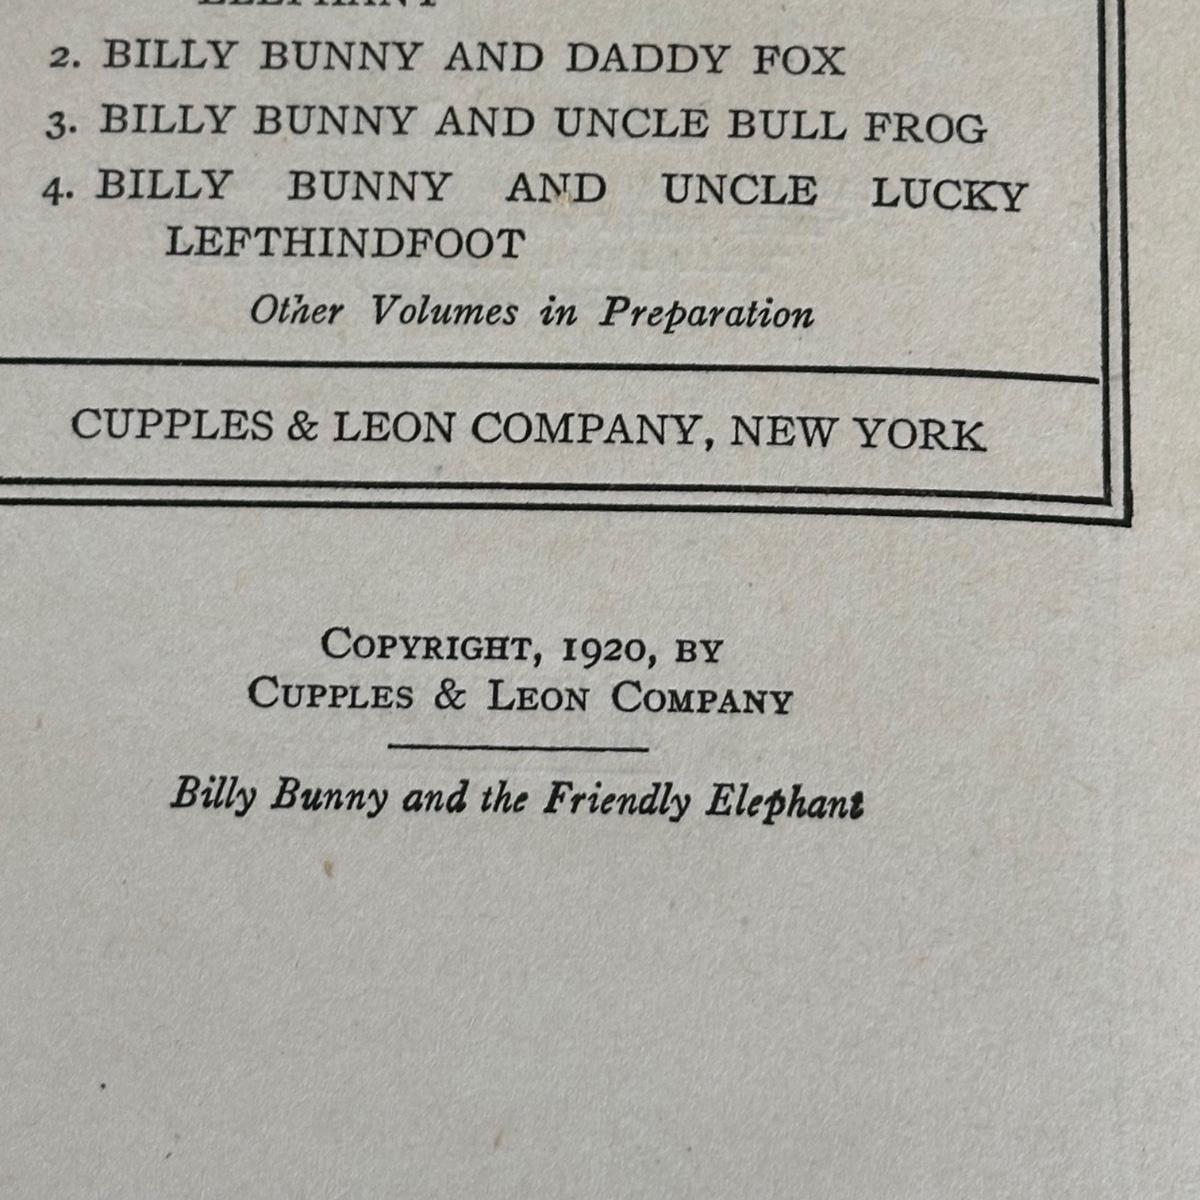 ELEPHANT
2. BILLY BUNNY AND DADDY FOX
3. BILLY BUNNY AND UNCLE BULL FROG
4. BILLY BUNNY AND UNCLE LUCKY
LEFTHINDFOOT
Other Volumes in Preparation
CUPPLES & LEON COMPANY, NEW YORK
COPYRIGHT, 1920, BY
CUPPLES & LEON COMPANY
Billy Bunny and the Friendly Elephant